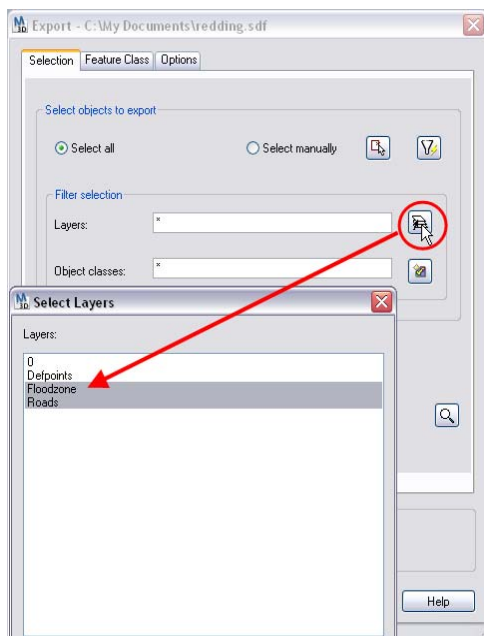 Export - C:\My Documents\redding.sdf
Selection Feature Class Options
Select objects to export
Select all Select manually
Filter selection
Layers: *
Object classes: *
Select Layers
Layers:
0
Defpoints
Floodzone
Roads
Help